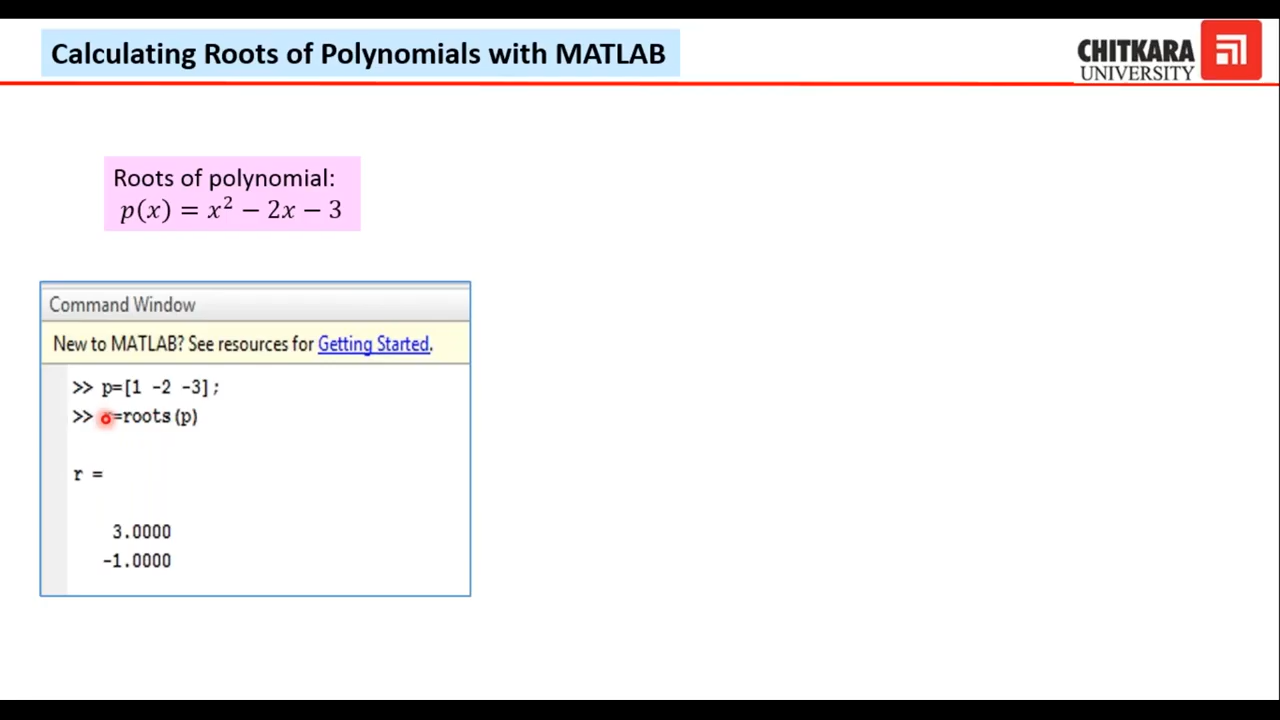 Calculating Roots of Polynomials with MATLAB
CHITKARA
UNIVERSITY
Roots of polynomial:
p(x) = x² − 2x − 3
Command Window
New to MATLAB? See resources for Getting Started.
>> p=[1 -2 -3];
>> =roots(p)
r =
3.0000
-1.0000